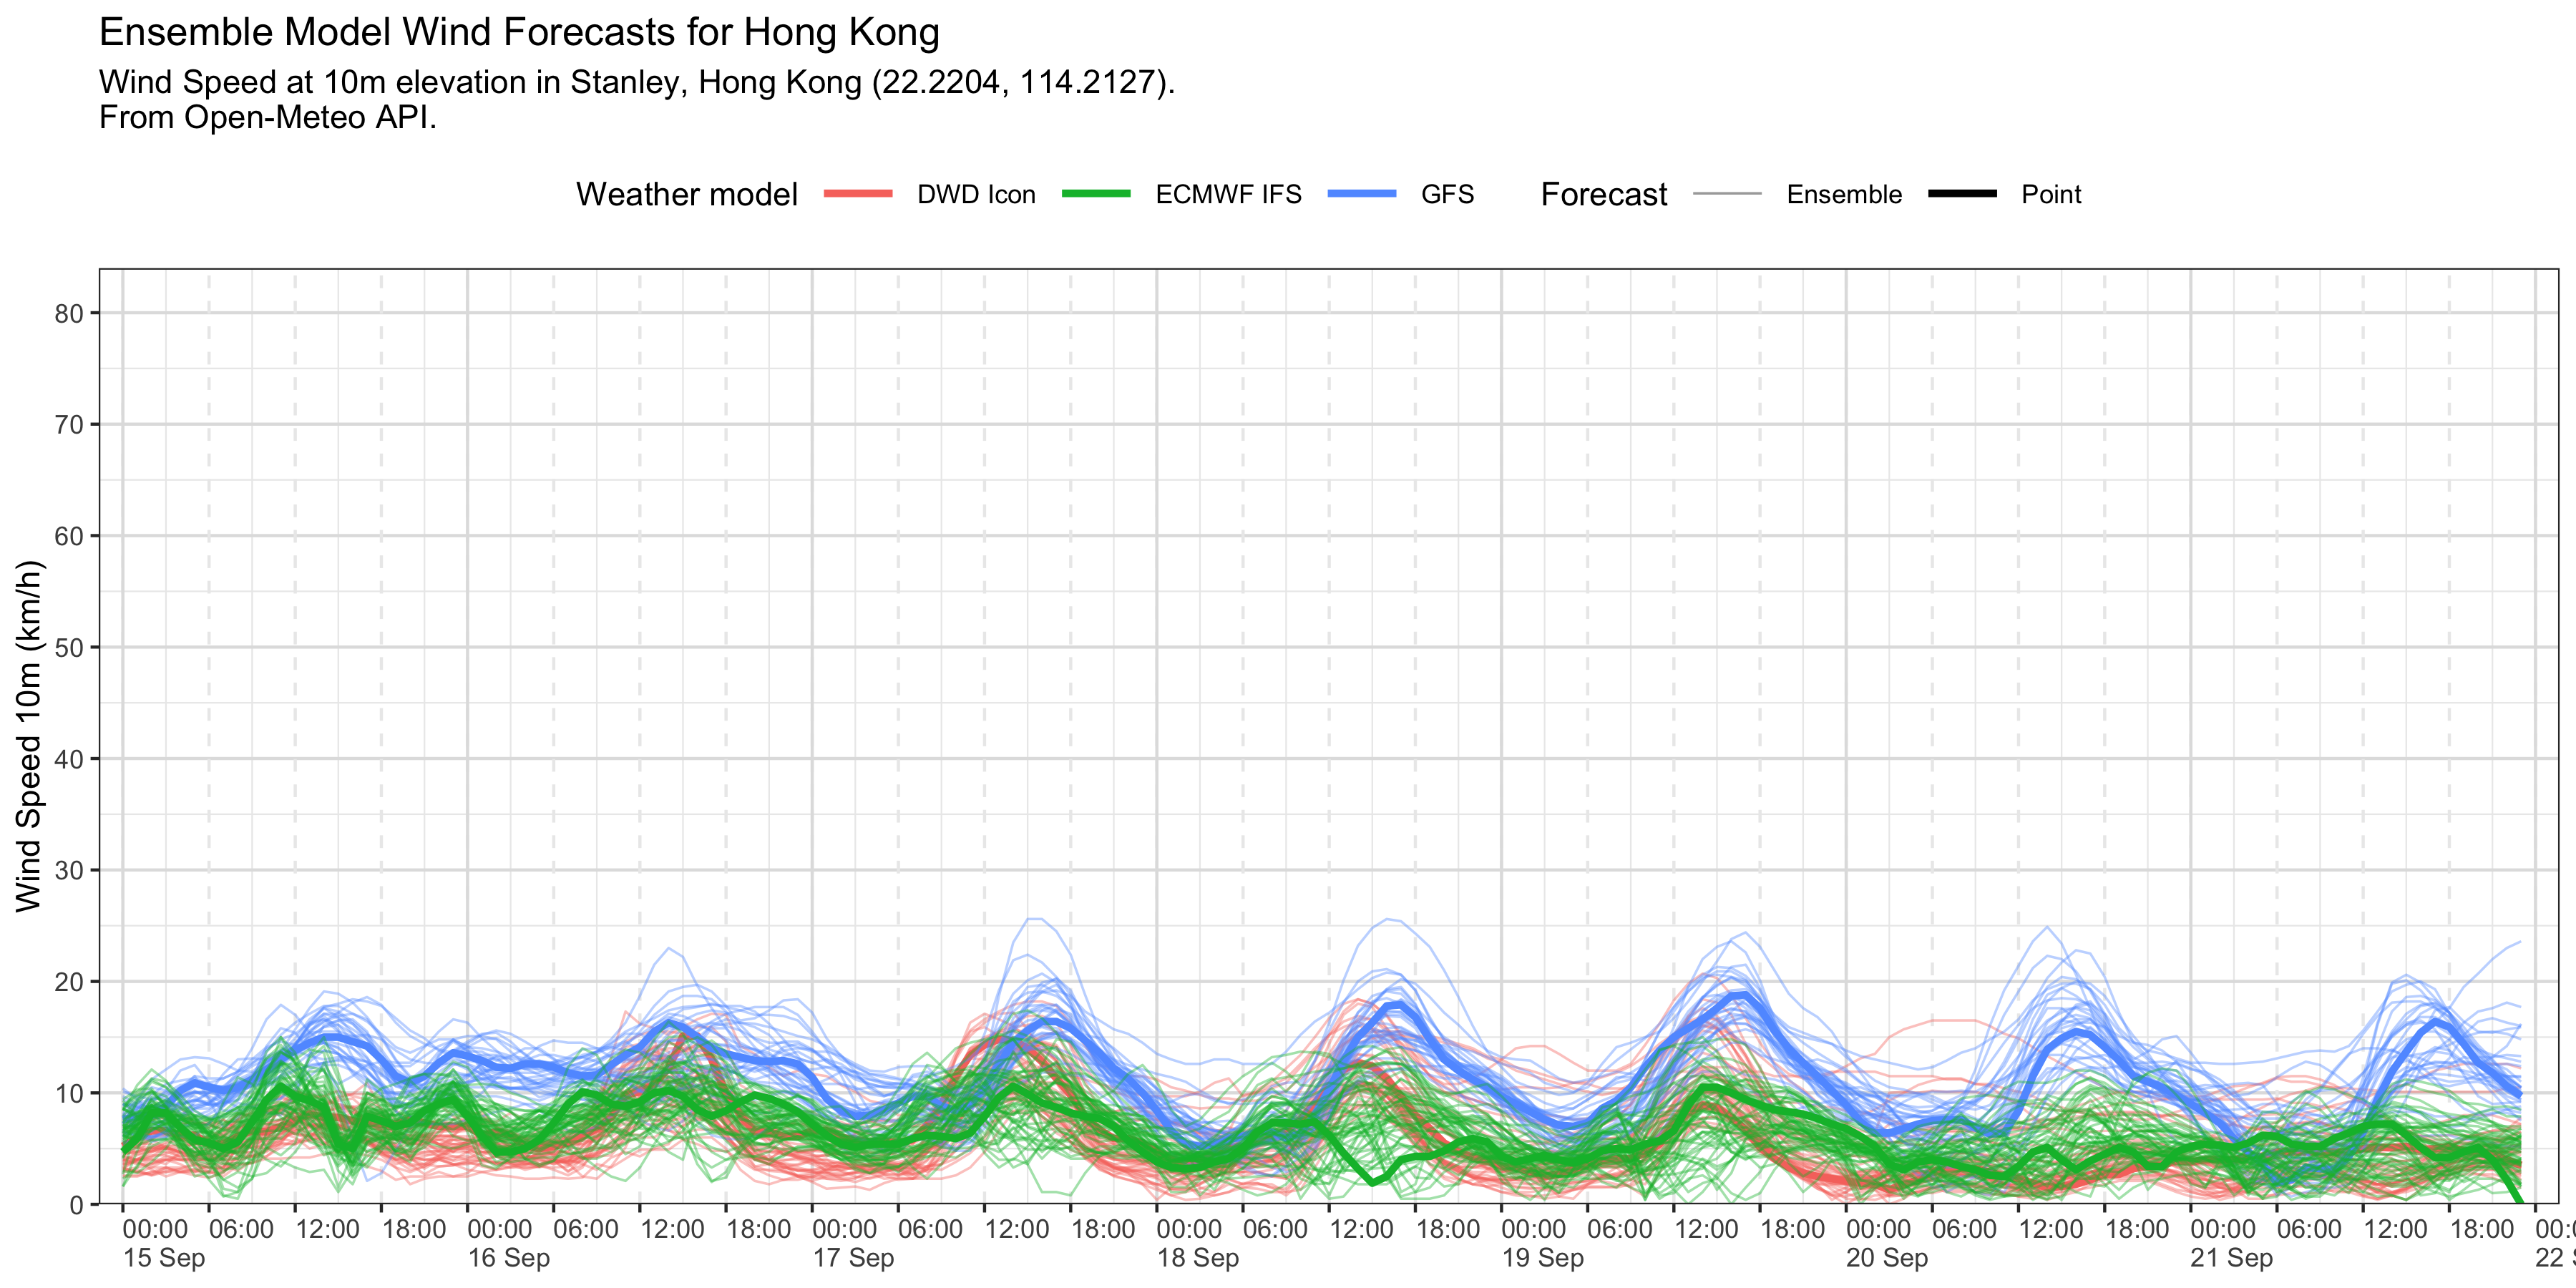 Ensemble Model Wind Forecasts for Hong Kong
Wind Speed at 10m elevation in Stanley, Hong Kong (22.2204, 114.2127).
From Open-Meteo API.
Weather model DWD Icon ECMWF IFS GFS Forecast Ensemble Point
Wind Speed 10m (km/h)
80
70
60
50
40
30
20
10
0
00:00 06:00 12:00 18:00 00:00 06:00 12:00 18:00 00:00 06:00 12:00 18:00 00:00 06:00 12:00 18:00 00:00 06:00 12:00 18:00 00:00 06:00 12:00 18:00 00:00 06:00 12:00 18:00 00:0
15 Sep 16 Sep 17 Sep 18 Sep 19 Sep 20 Sep 21 Sep 22 S